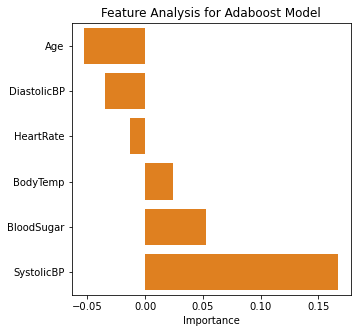 Feature Analysis for Adaboost Model
Age
DiastolicBP
HeartRate
BodyTemp
BloodSugar
SystolicBP
−0.05 0.00 0.05 0.10 0.15
Importance